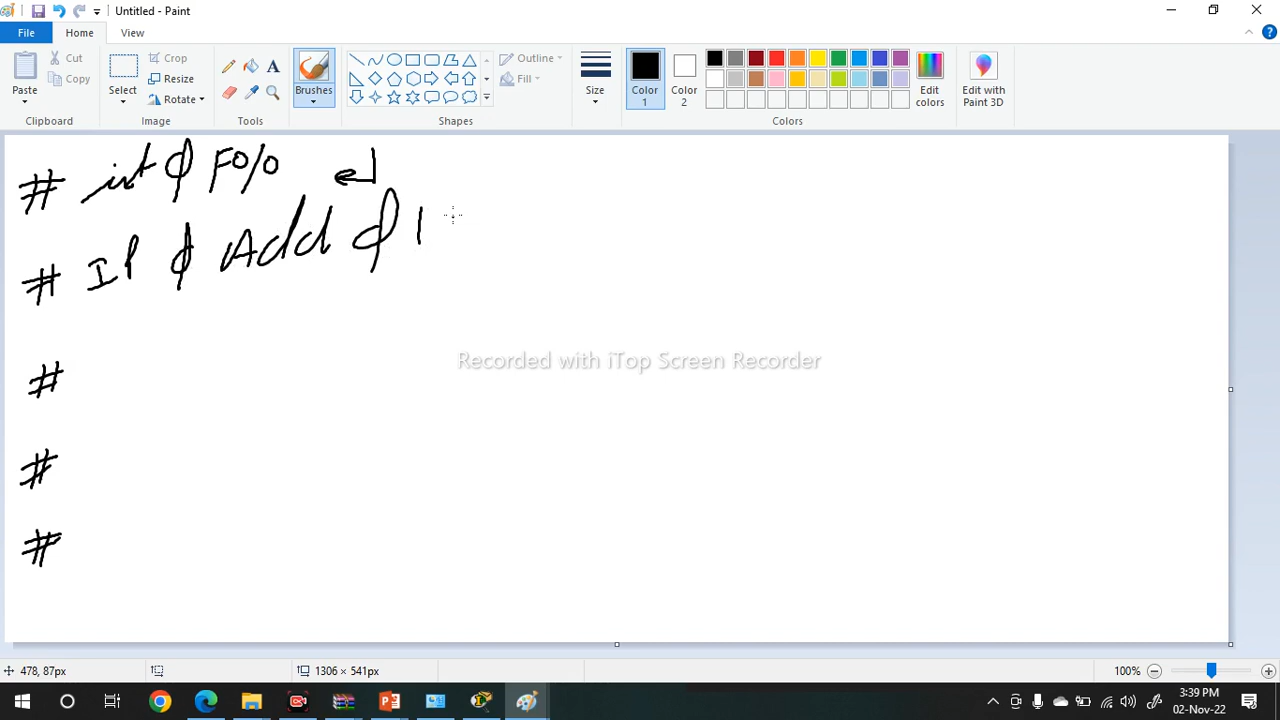 Untitled - Paint
File
Home
View
Paste
Cut
Copy
Clipboard
Select
Crop
Resize
Rotate
Image
Tools
Brushes
Shapes
Outline
Fill
Size
Color 1
Color 2
Edit colors
Colors
Edit with Paint 3D
# int ϕ F0/0 ↵
# IP ϕ Add ϕ 1
#
#
#
Recorded with iTop Screen Recorder
478, 87px
1306 × 541px
100%
3:39 PM
02-Nov-22